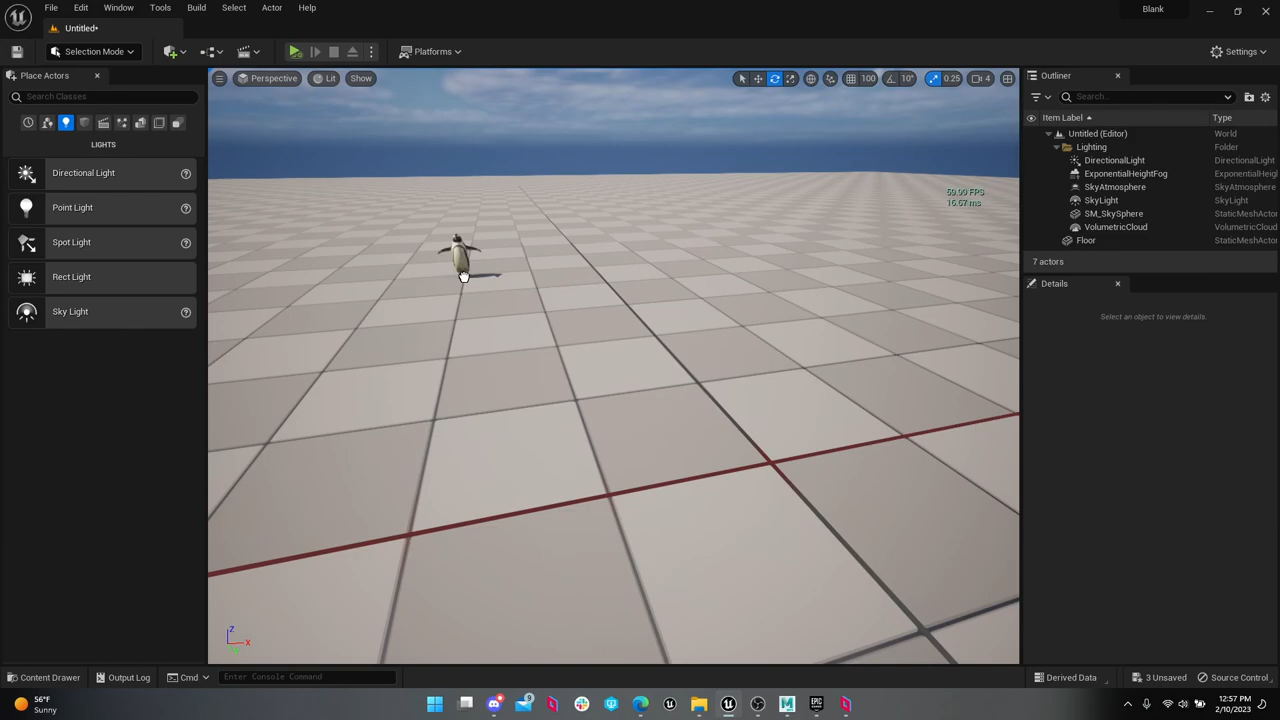 File Edit Window Tools Build Select Actor Help
Blank
Untitled*
Selection Mode
Platforms
Settings
Place Actors
Search Classes
LIGHTS
Directional Light
Point Light
Spot Light
Rect Light
Sky Light
Perspective Lit Show
100 10° 0.25 4
59.99 FPS
16.67 ms
Z
X
Outliner
Search...
Item Label Type
Untitled (Editor) World
Lighting Folder
DirectionalLight DirectionalLight
ExponentialHeightFog ExponentialHeig
SkyAtmosphere SkyAtmosphere
SkyLight SkyLight
SM_SkySphere StaticMeshActor
VolumetricCloud VolumetricCloud
Floor StaticMeshActor
7 actors
Details
Select an object to view details.
Content Drawer Output Log Cmd Enter Console Command
Derived Data 3 Unsaved Source Control
56°F
Sunny
9
12:57 PM
2/10/2023